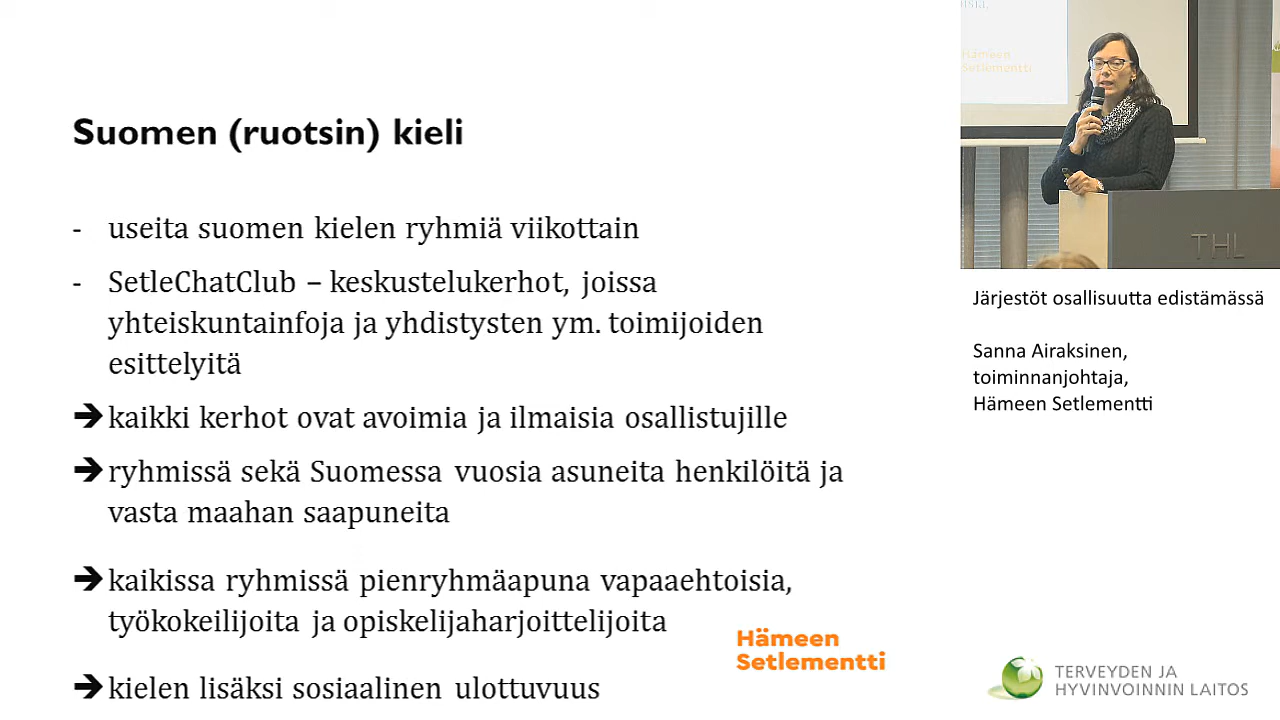 Suomen (ruotsin) kieli
- useita suomen kielen ryhmiä viikottain
- SetleChatClub – keskustelukerhot, joissa
yhteiskuntainfoja ja yhdistysten ym. toimijoiden
esittelyitä
➔ kaikki kerhot ovat avoimia ja ilmaisia osallistujille
➔ ryhmissä sekä Suomessa vuosia asuneita henkilöitä ja
vasta maahan saapuneita
➔ kaikissa ryhmissä pienryhmäapuna vapaaehtoisia,
työkokeilijoita ja opiskelijaharjoittelijoita
➔ kielen lisäksi sosiaalinen ulottuvuus
Hämeen
Setlementti
Hämeen
Setlementti
THL
Järjestöt osallisuutta edistämässä
Sanna Airaksinen,
toiminnanjohtaja,
Hämeen Setlementti
TERVEYDEN JA
HYVINVOINNIN LAITOS